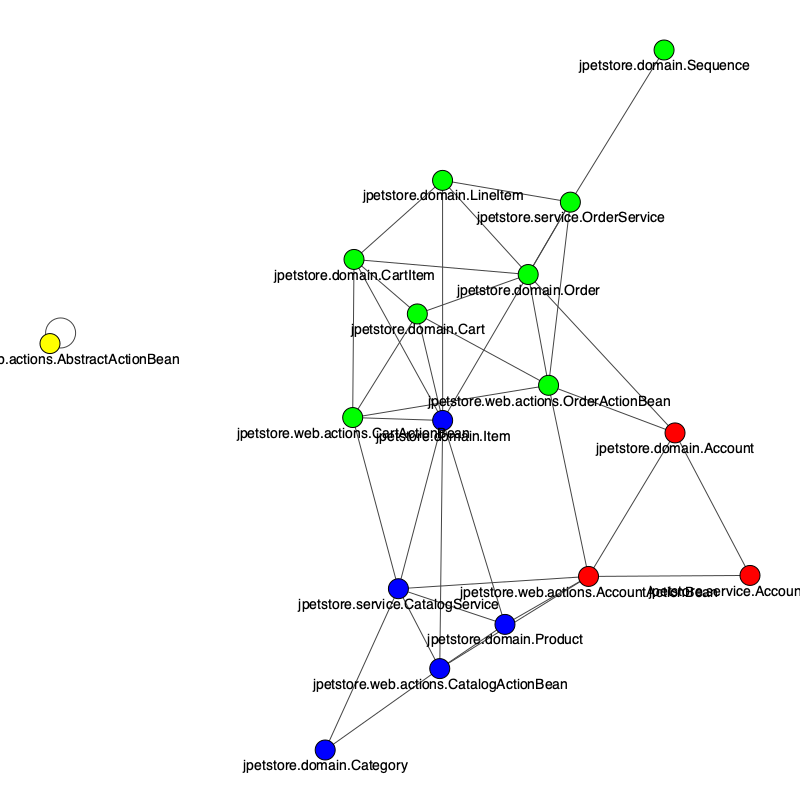 jpetstore.domain.Sequence
jpetstore.domain.LineItem
jpetstore.service.OrderService
jpetstore.domain.CartItem
jpetstore.domain.Order
jpetstore.domain.Cart
b.actions.AbstractActionBean
jpetstore.web.actions.OrderActionBean
jpetstore.web.actions.CartActionBean
jpetstore.domain.Item
jpetstore.domain.Account
jpetstore.web.actions.AccountActionBean
jpetstore.service.Accoun
jpetstore.service.CatalogService
jpetstore.domain.Product
jpetstore.web.actions.CatalogActionBean
jpetstore.domain.Category